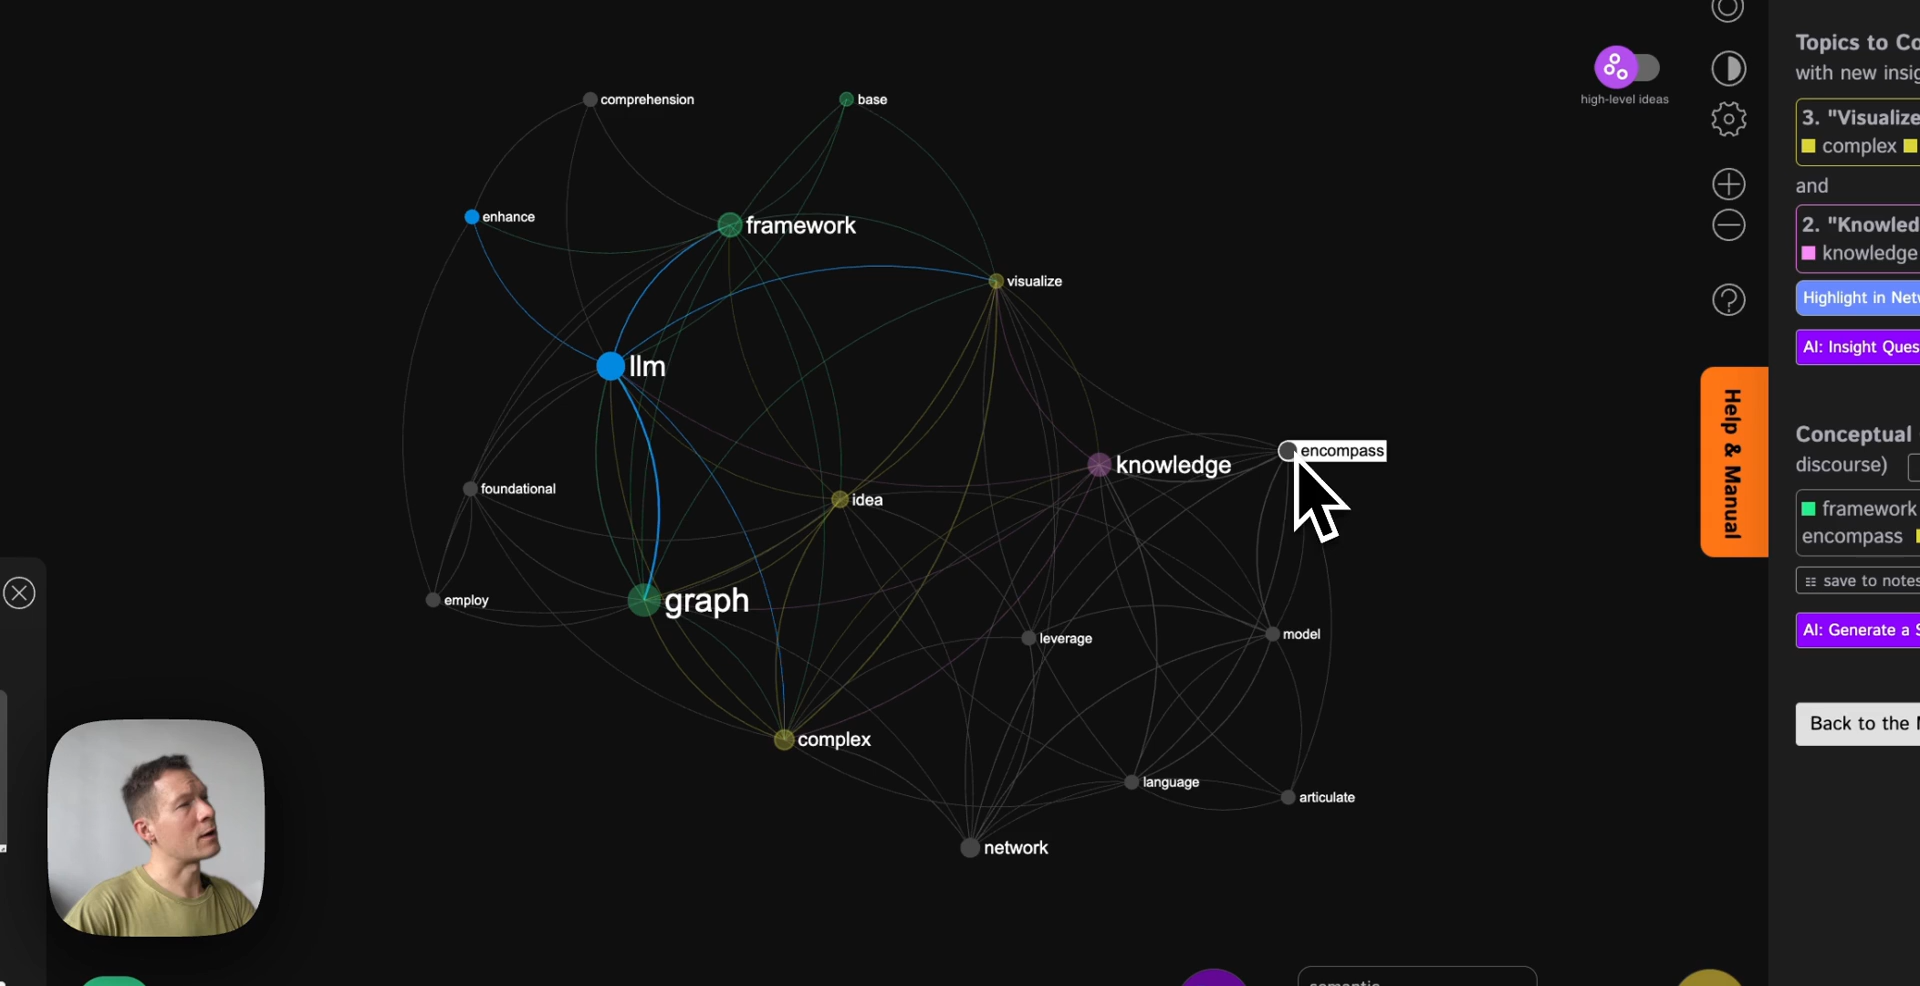 comprehension
base
high-level ideas
enhance
framework
visualize
llm
knowledge
encompass
foundational
idea
employ
graph
leverage
model
complex
language
articulate
network
Help & Manual
Topics to Co
with new insig
3. "Visualize
complex
and
2. "Knowled
knowledge
Highlight in Netw
AI: Insight Ques
Conceptual
discourse)
framework
encompass
save to notes
AI: Generate a S
Back to the